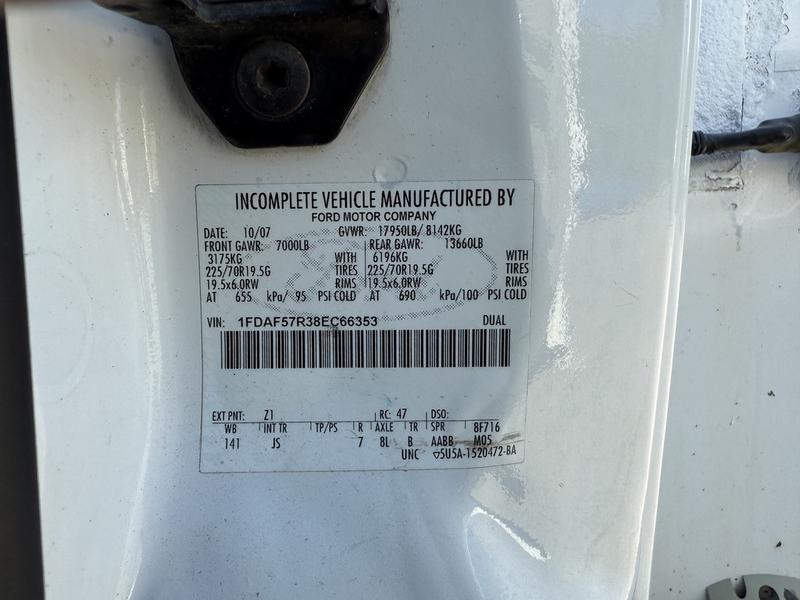 INCOMPLETE VEHICLE MANUFACTURED BY
FORD MOTOR COMPANY
DATE: 10/07 GVWR: 17950LB/ 8142KG
FRONT GAWR: 7000LB REAR GAWR: 13660LB
3175KG WITH 6196KG WITH
225/70R19.5G TIRES 225/70R19.5G TIRES
19.5x6.0RW RIMS 19.5x6.0RW RIMS
AT 655 kPa/ 95 PSI COLD AT 690 kPa/100 PSI COLD
VIN: 1FDAF57R38EC66353 DUAL
EXT PNT: Z1 RC: 47 DSO:
WB INT TR TP/PS R AXLE TR SPR 8F716
141 JS 7 8L B AABB M05
UNC ▽5U5A-1520472-BA